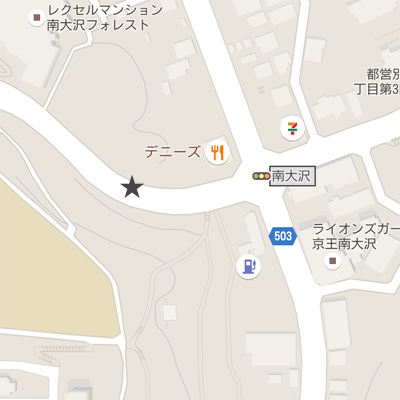 レクセルマンション
南大沢フォレスト
都営別
丁目第3
7
デニーズ
南大沢
503
ライオンズガー
京王南大沢